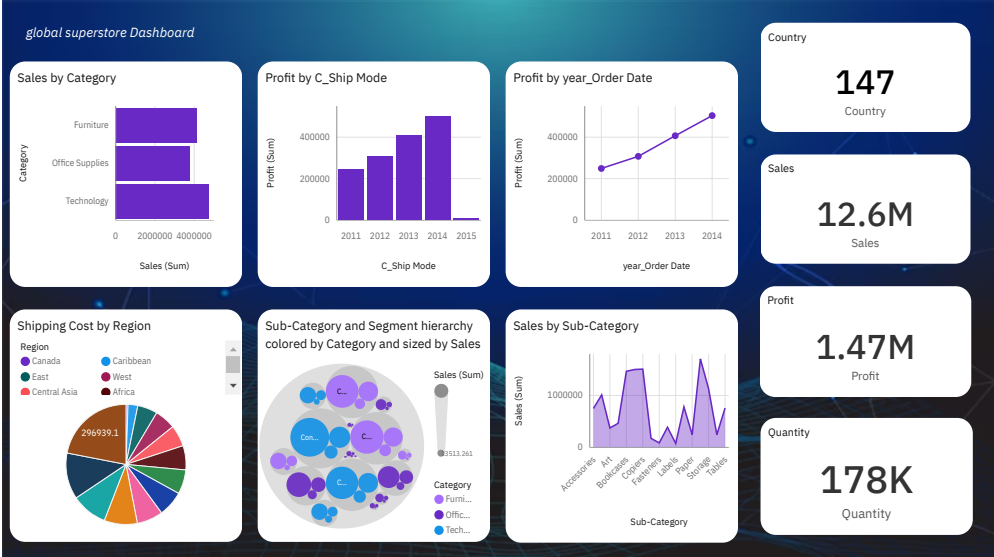 global superstore Dashboard
Sales by Category
Category
Furniture
Office Supplies
Technology
0 2000000 4000000
Sales (Sum)
Profit by C_Ship Mode
Profit (Sum)
400000
200000
0
2011 2012 2013 2014 2015
C_Ship Mode
Profit by year_Order Date
Profit (Sum)
400000
200000
0
2011 2012 2013 2014
year_Order Date
Country
147
Country
Sales
12.6M
Sales
Profit
1.47M
Profit
Quantity
178K
Quantity
Shipping Cost by Region
Region
Canada Caribbean
East West
Central Asia Africa
296939.1
Sub-Category and Segment hierarchy
colored by Category and sized by Sales
C...
Con... C...
C...
Sales (Sum)
3513.261
Category
Furni...
Offic...
Tech...
Sales by Sub-Category
Sales (Sum)
1000000
0
Accessories Art Bookcases Copiers Fasteners Labels Paper Storage Tables
Sub-Category